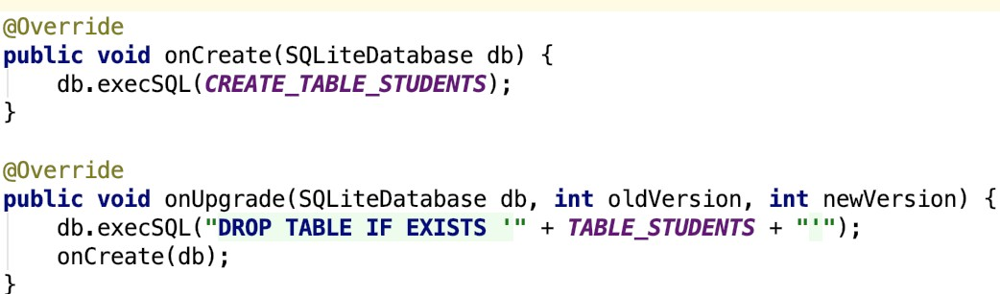 @Override
public void onCreate(SQLiteDatabase db) {
    db.execSQL(CREATE_TABLE_STUDENTS);
}
@Override
public void onUpgrade(SQLiteDatabase db, int oldVersion, int newVersion) {
    db.execSQL("DROP TABLE IF EXISTS '" + TABLE_STUDENTS + "'");
    onCreate(db);
}